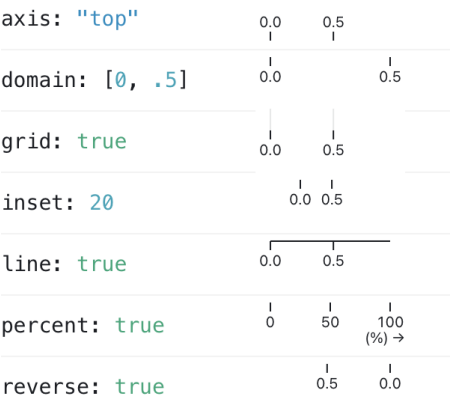 axis: "top" 0.0 0.5
domain: [0, .5] 0.0 0.5
grid: true 0.0 0.5
inset: 20 0.0 0.5
line: true 0.0 0.5
percent: true 0 50 100
(%) →
reverse: true 0.5 0.0